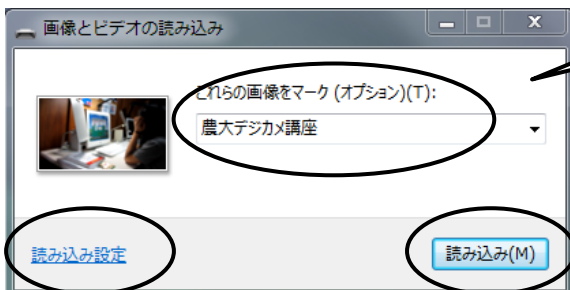 画像とビデオの読み込み
これらの画像をマーク (オプション)(T):
農大デジカメ講座
読み込み設定
読み込み(M)